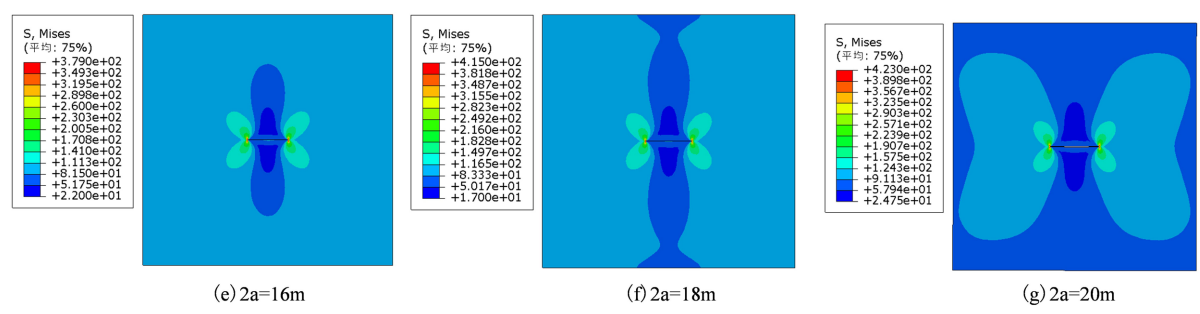 S, Mises
(平均: 75%)
+3.790e+02
+3.493e+02
+3.195e+02
+2.898e+02
+2.600e+02
+2.303e+02
+2.005e+02
+1.708e+02
+1.410e+02
+1.113e+02
+8.150e+01
+5.175e+01
+2.200e+01
(e) 2a=16m
S, Mises
(平均: 75%)
+4.150e+02
+3.818e+02
+3.487e+02
+3.155e+02
+2.823e+02
+2.492e+02
+2.160e+02
+1.828e+02
+1.497e+02
+1.165e+02
+8.333e+01
+5.017e+01
+1.700e+01
(f) 2a=18m
S, Mises
(平均: 75%)
+4.230e+02
+3.898e+02
+3.567e+02
+3.235e+02
+2.903e+02
+2.571e+02
+2.239e+02
+1.907e+02
+1.575e+02
+1.243e+02
+9.113e+01
+5.794e+01
+2.475e+01
(g) 2a=20m